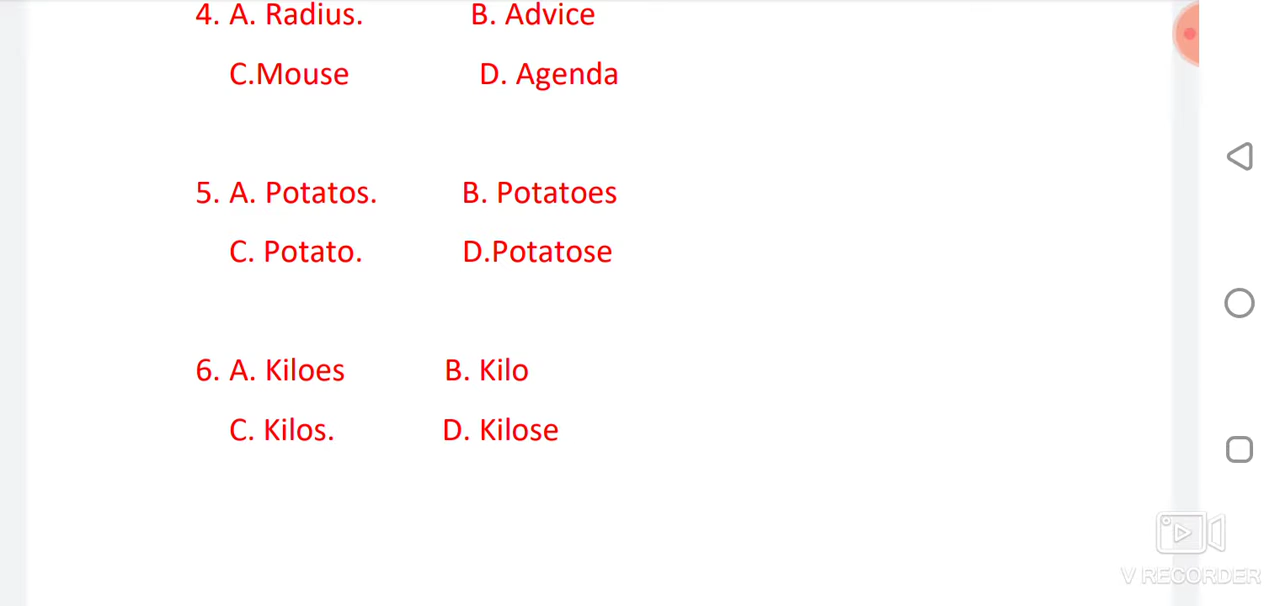 4. A. Radius. B. Advice
C.Mouse D. Agenda
5. A. Potatos. B. Potatoes
C. Potato. D.Potatose
6. A. Kiloes B. Kilo
C. Kilos. D. Kilose
V RECORDER